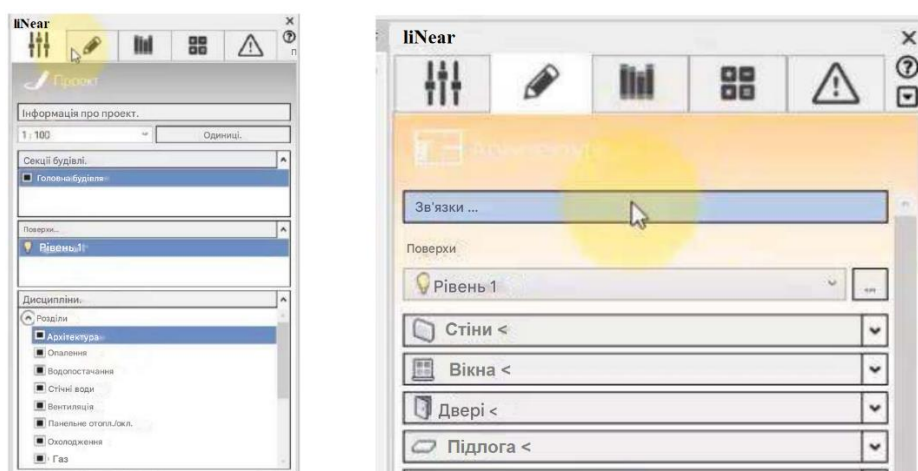 liNear
Проект
Інформація про проект.
1 : 100
Одиниці.
Секції будівлі.
Головна будівля
Поверхи...
Рівень 1
Дисципліни.
Розділи
Архітектура
Опалення
Водопостачання
Стічні води
Вентиляція
Панельне отопл./охл.
Охолодження
Газ
liNear
Зв'язки ...
Поверхи
Рівень 1
...
Стіни <
Вікна <
Двері <
Підлога <